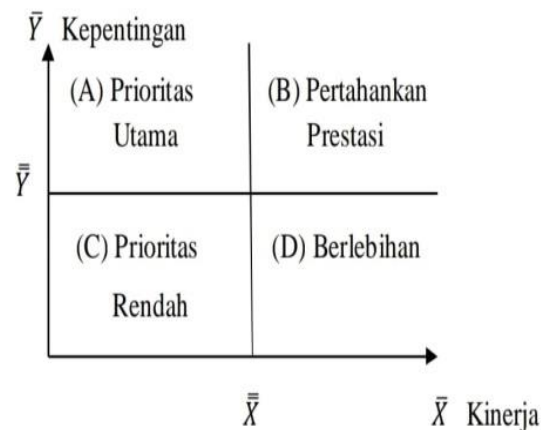 Ȳ Kepentingan
(A) Prioritas
Utama
(B) Pertahankan
Prestasi
Y̿
(C) Prioritas
Rendah
(D) Berlebihan
X̿
X̄ Kinerja